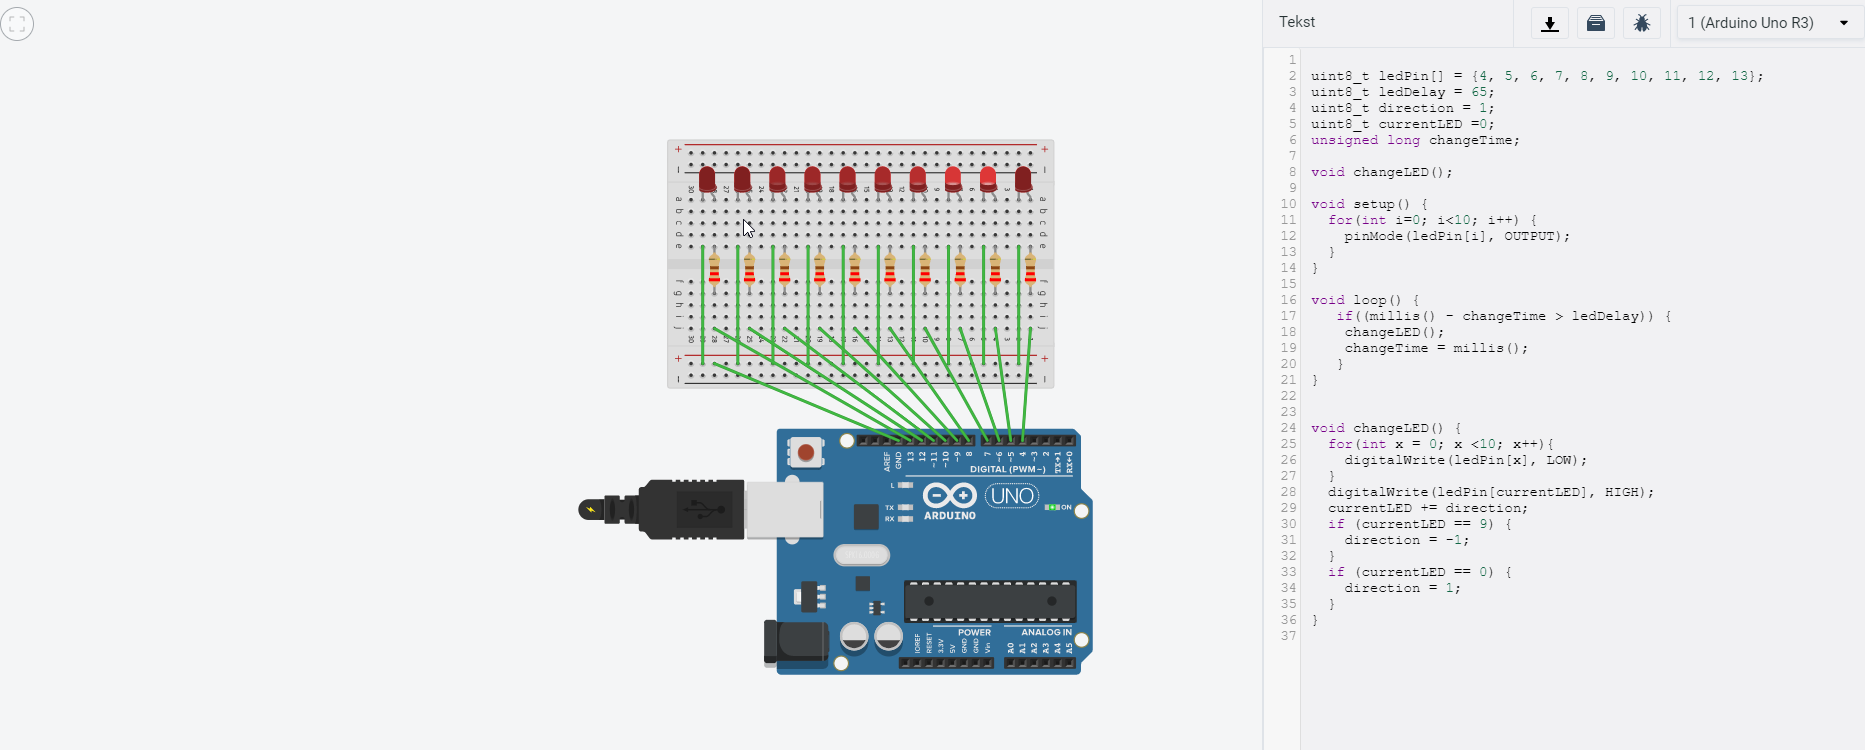 Tekst
1 (Arduino Uno R3)
1
2 uint8_t ledPin[] = {4, 5, 6, 7, 8, 9, 10, 11, 12, 13};
3 uint8_t ledDelay = 65;
4 uint8_t direction = 1;
5 uint8_t currentLED =0;
6 unsigned long changeTime;
7
8 void changeLED();
9
10 void setup() {
11 for(int i=0; i<10; i++) {
12 pinMode(ledPin[i], OUTPUT);
13 }
14 }
15
16 void loop() {
17 if((millis() - changeTime > ledDelay)) {
18 changeLED();
19 changeTime = millis();
20 }
21 }
22
23
24 void changeLED() {
25 for(int x = 0; x <10; x++){
26 digitalWrite(ledPin[x], LOW);
27 }
28 digitalWrite(ledPin[currentLED], HIGH);
29 currentLED += direction;
30 if (currentLED == 9) {
31 direction = -1;
32 }
33 if (currentLED == 0) {
34 direction = 1;
35 }
36 }
37
a b c d e
a b c d e
f g h i j
f g h i j
AREF GND 13 12 ~11 ~10 ~9 8 7 ~6 ~5 4 ~3 2 TX→1 RX←0
DIGITAL (PWM~)
L
TX
RX
ARDUINO
UNO
ON
POWER
ANALOG IN
IOREF RESET 3.3V 5V GND GND Vin A0 A1 A2 A3 A4 A5